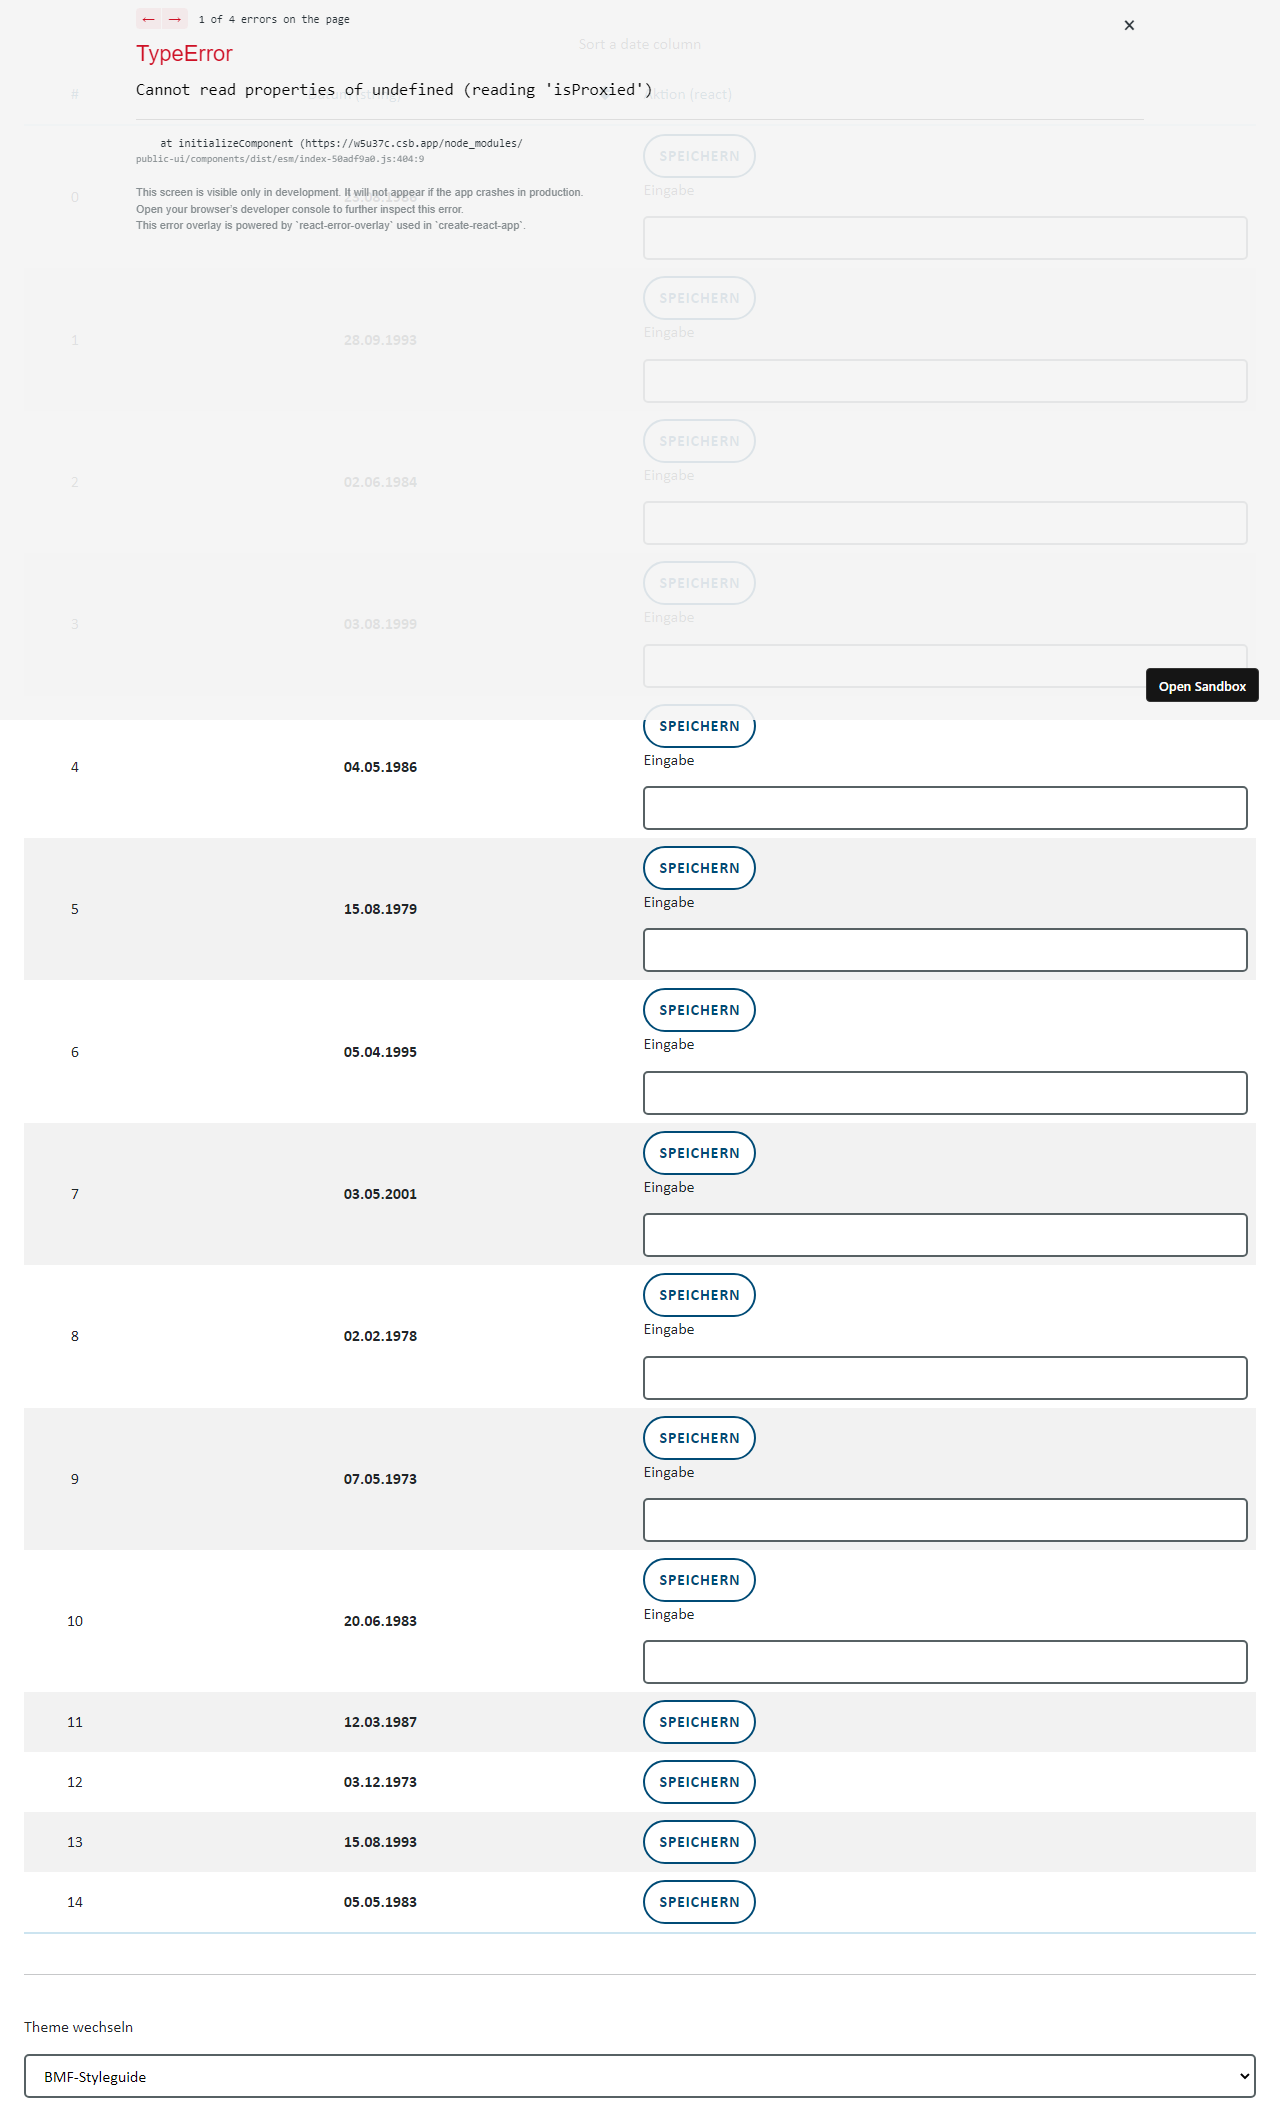 ← → 1 of 4 errors on the page
×
Sort a date column
TypeError
Cannot read properties of undefined (reading 'isProxied')
# Datum (string) Aktion (react)
at initializeComponent (https://w5u37c.csb.app/node_modules/
public-ui/components/dist/esm/index-50adf9a0.js:404:9
SPEICHERN
This screen is visible only in development. It will not appear if the app crashes in production.
Open your browser's developer console to further inspect this error.
This error overlay is powered by `react-error-overlay` used in `create-react-app`.
Eingabe
0 23.08.1986
SPEICHERN
Eingabe
1 28.09.1993
SPEICHERN
Eingabe
2 02.06.1984
SPEICHERN
Eingabe
3 03.08.1999
Open Sandbox
SPEICHERN
Eingabe
4 04.05.1986
SPEICHERN
Eingabe
5 15.08.1979
SPEICHERN
Eingabe
6 05.04.1995
SPEICHERN
Eingabe
7 03.05.2001
SPEICHERN
Eingabe
8 02.02.1978
SPEICHERN
Eingabe
9 07.05.1973
SPEICHERN
Eingabe
10 20.06.1983
11 12.03.1987 SPEICHERN
12 03.12.1973 SPEICHERN
13 15.08.1993 SPEICHERN
14 05.05.1983 SPEICHERN
Theme wechseln
BMF-Styleguide